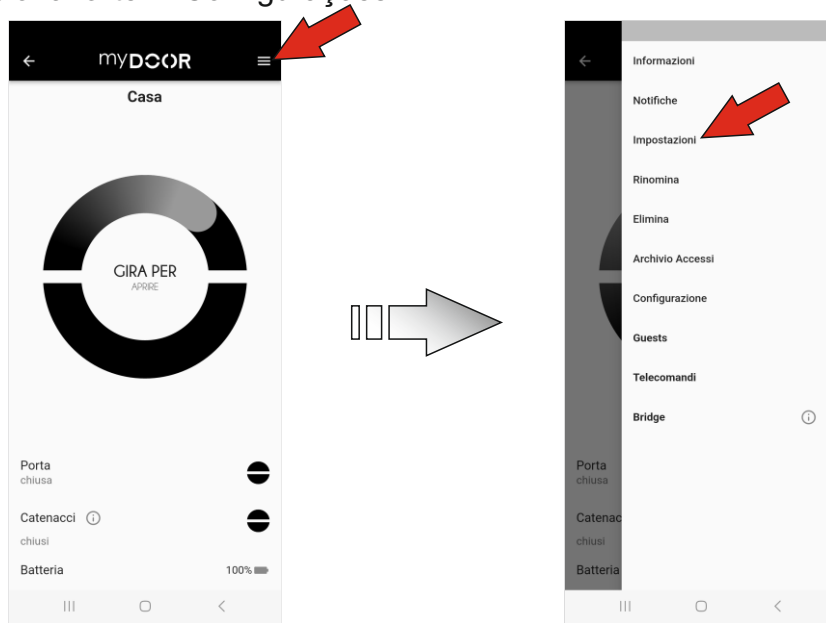 Configurações
myDOOR
Casa
GIRA PER
APRIRE
Porta
chiusa
Catenacci
chiusi
Batteria
100%
Informazioni
Notifiche
Impostazioni
Rinomina
Elimina
Archivio Accessi
Configurazione
Guests
Telecomandi
Bridge
Porta
chiusa
Catenac
chiusi
Batteria